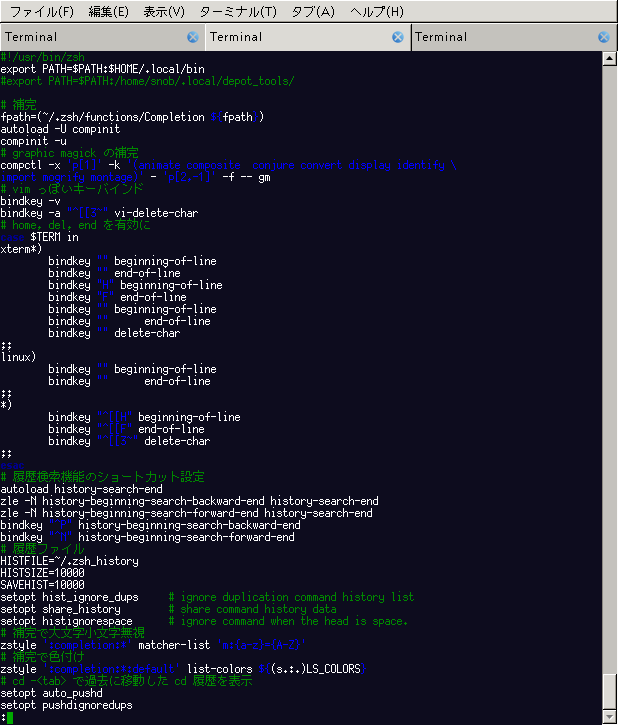 ファイル(F) 編集(E) 表示(V) ターミナル(T) タブ(A) ヘルプ(H)
Terminal Terminal Terminal
#!/usr/bin/zsh
export PATH=$PATH:$HOME/.local/bin
#export PATH=$PATH:/home/snob/.local/depot_tools/
# 補完
fpath=(~/.zsh/functions/Completion ${fpath})
autoload -U compinit
compinit -u
# graphic magick の補完
compctl -x 'p[1]' -k '(animate composite conjure convert display identify \
import mogrify montage)' - 'p[2,-1]' -f -- gm
# vim っぽいキーバインド
bindkey -v
bindkey -a "^[[3~" vi-delete-char
# home, del, end を有効に
case $TERM in
xterm*)
bindkey "" beginning-of-line
bindkey "" end-of-line
bindkey "H" beginning-of-line
bindkey "F" end-of-line
bindkey "" beginning-of-line
bindkey "" end-of-line
bindkey "" delete-char
;;
linux)
bindkey "" beginning-of-line
bindkey "" end-of-line
;;
*)
bindkey "^[[H" beginning-of-line
bindkey "^[[F" end-of-line
bindkey "^[[3~" delete-char
;;
esac
# 履歴検索機能のショートカット設定
autoload history-search-end
zle -N history-beginning-search-backward-end history-search-end
zle -N history-beginning-search-forward-end history-search-end
bindkey "^P" history-beginning-search-backward-end
bindkey "^N" history-beginning-search-forward-end
# 履歴ファイル
HISTFILE=~/.zsh_history
HISTSIZE=10000
SAVEHIST=10000
setopt hist_ignore_dups # ignore duplication command history list
setopt share_history # share command history data
setopt histignorespace # ignore command when the head is space.
# 補完で大文字小文字無視
zstyle ':completion:*' matcher-list 'm:{a-z}={A-Z}'
# 補完で色付け
zstyle ':completion:*:default' list-colors ${(s.:.)LS_COLORS}
# cd -<tab> で過去に移動した cd 履歴を表示
setopt auto_pushd
setopt pushdignoredups
: